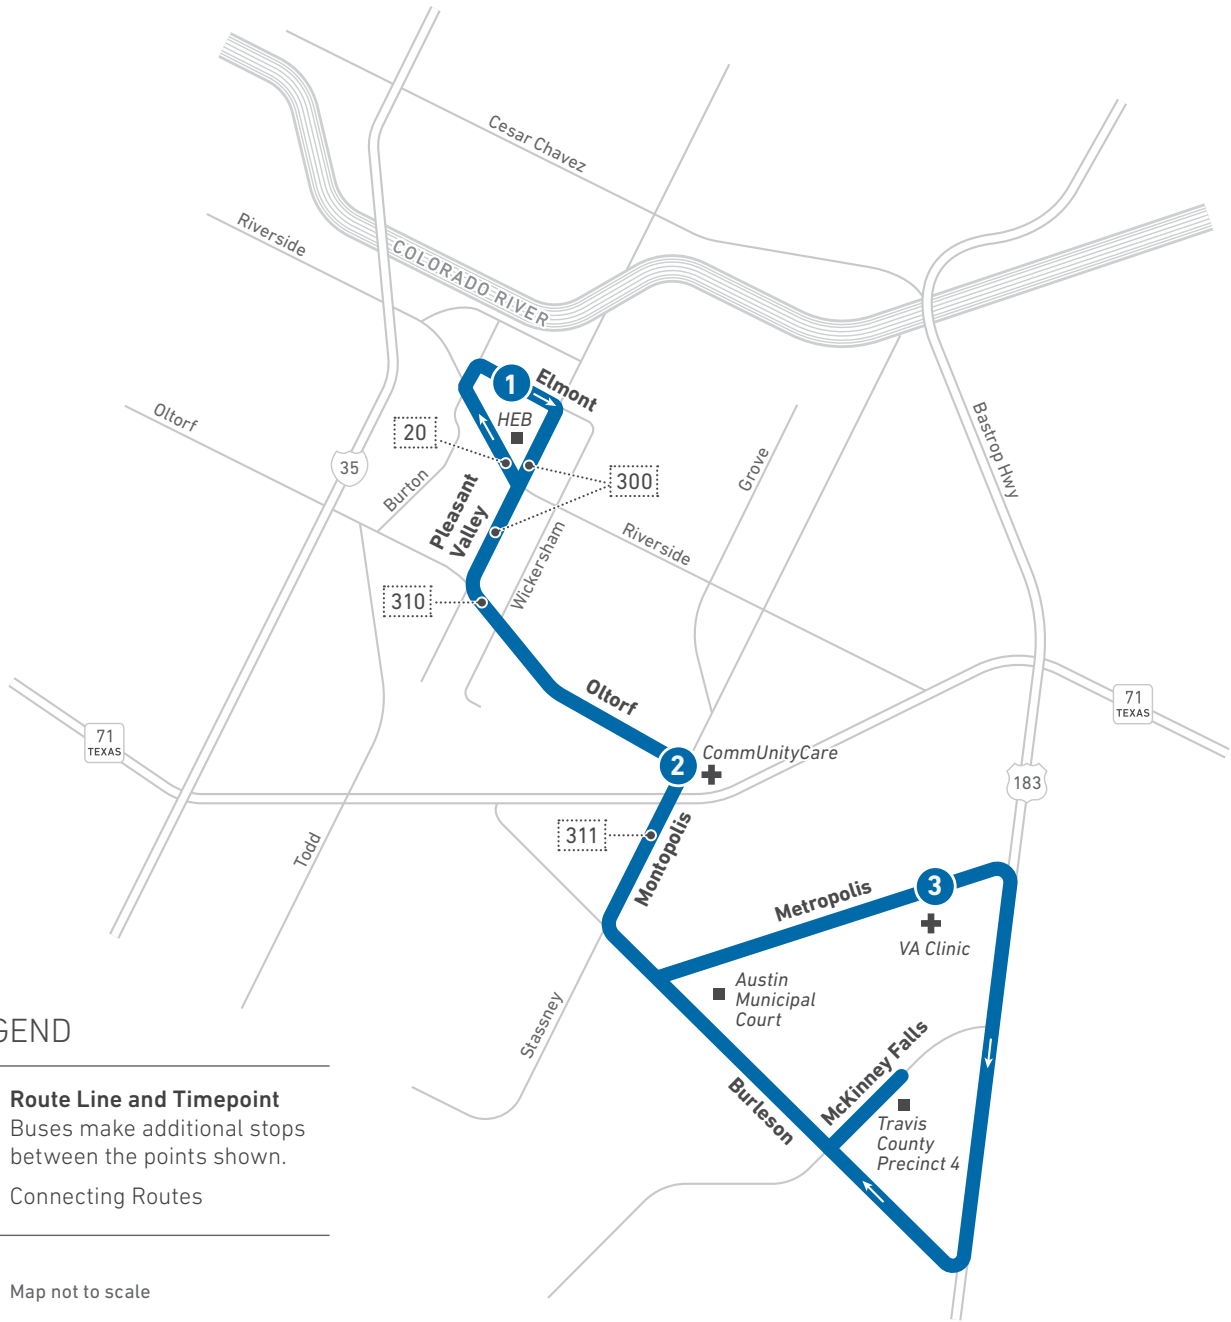 Cesar Chavez
Riverside
COLORADO RIVER
1
Elmont
HEB
20
Oltorf
35
Burton
Pleasant
Valley
300
Grove
Bastrop Hwy
Riverside
Wickersham
310
Oltorf
71
TEXAS
71
TEXAS
2
CommUnityCare
183
311
Montopolis
Todd
Metropolis
3
VA Clinic
Austin
Municipal
Court
Stassney
McKinney Falls
Burleson
Travis
County
Precinct 4
GEND
Route Line and Timepoint
Buses make additional stops
between the points shown.
Connecting Routes
Map not to scale